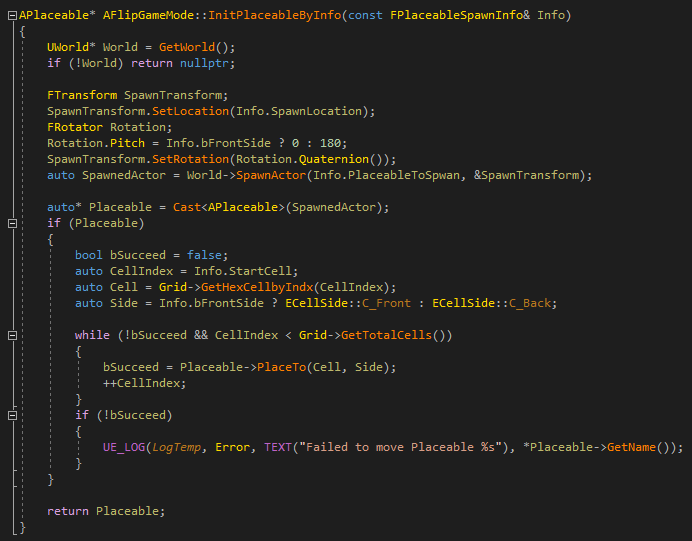 APlaceable* AFlipGameMode::InitPlaceableByInfo(const FPlaceableSpawnInfo& Info)
{
UWorld* World = GetWorld();
if (!World) return nullptr;
FTransform SpawnTransform;
SpawnTransform.SetLocation(Info.SpawnLocation);
FRotator Rotation;
Rotation.Pitch = Info.bFrontSide ? 0 : 180;
SpawnTransform.SetRotation(Rotation.Quaternion());
auto SpawnedActor = World->SpawnActor(Info.PlaceableToSpwan, &SpawnTransform);
auto* Placeable = Cast<APlaceable>(SpawnedActor);
if (Placeable)
{
bool bSucceed = false;
auto CellIndex = Info.StartCell;
auto Cell = Grid->GetHexCellbyIndx(CellIndex);
auto Side = Info.bFrontSide ? ECellSide::C_Front : ECellSide::C_Back;
while (!bSucceed && CellIndex < Grid->GetTotalCells())
{
bSucceed = Placeable->PlaceTo(Cell, Side);
++CellIndex;
}
if (!bSucceed)
{
UE_LOG(LogTemp, Error, TEXT("Failed to move Placeable %s"), *Placeable->GetName());
}
}
return Placeable;
}